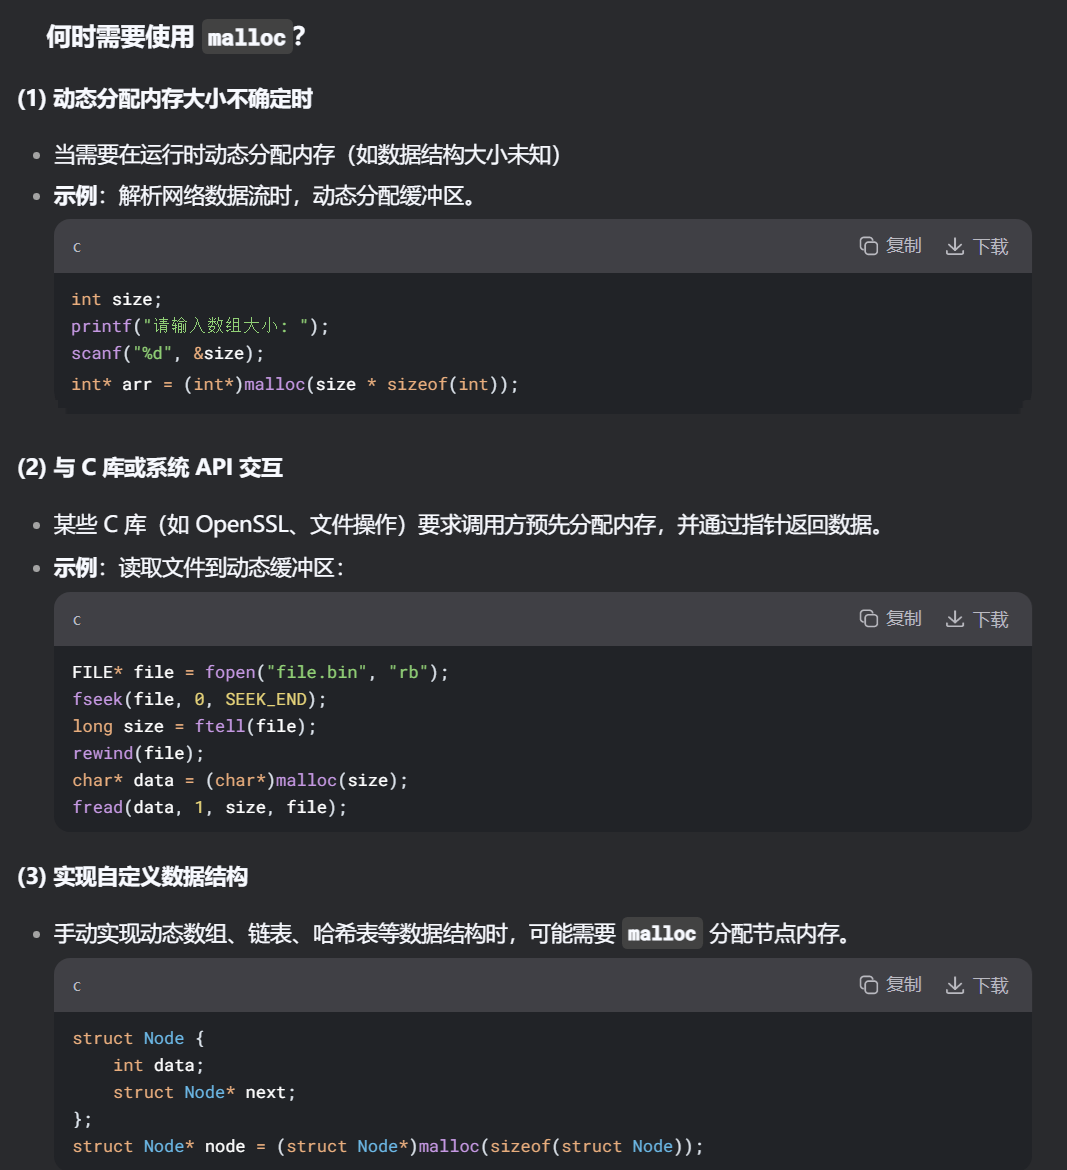 何时需要使用 malloc？
(1) 动态分配内存大小不确定时
当需要在运行时动态分配内存（如数据结构大小未知）
示例：解析网络数据流时，动态分配缓冲区。
c 复制 下载
int size;
printf("请输入数组大小: ");
scanf("%d", &size);
int* arr = (int*)malloc(size * sizeof(int));
(2) 与 C 库或系统 API 交互
某些 C 库（如 OpenSSL、文件操作）要求调用方预先分配内存，并通过指针返回数据。
示例：读取文件到动态缓冲区：
c 复制 下载
FILE* file = fopen("file.bin", "rb");
fseek(file, 0, SEEK_END);
long size = ftell(file);
rewind(file);
char* data = (char*)malloc(size);
fread(data, 1, size, file);
(3) 实现自定义数据结构
手动实现动态数组、链表、哈希表等数据结构时，可能需要 malloc 分配节点内存。
c 复制 下载
struct Node {
    int data;
    struct Node* next;
};
struct Node* node = (struct Node*)malloc(sizeof(struct Node));